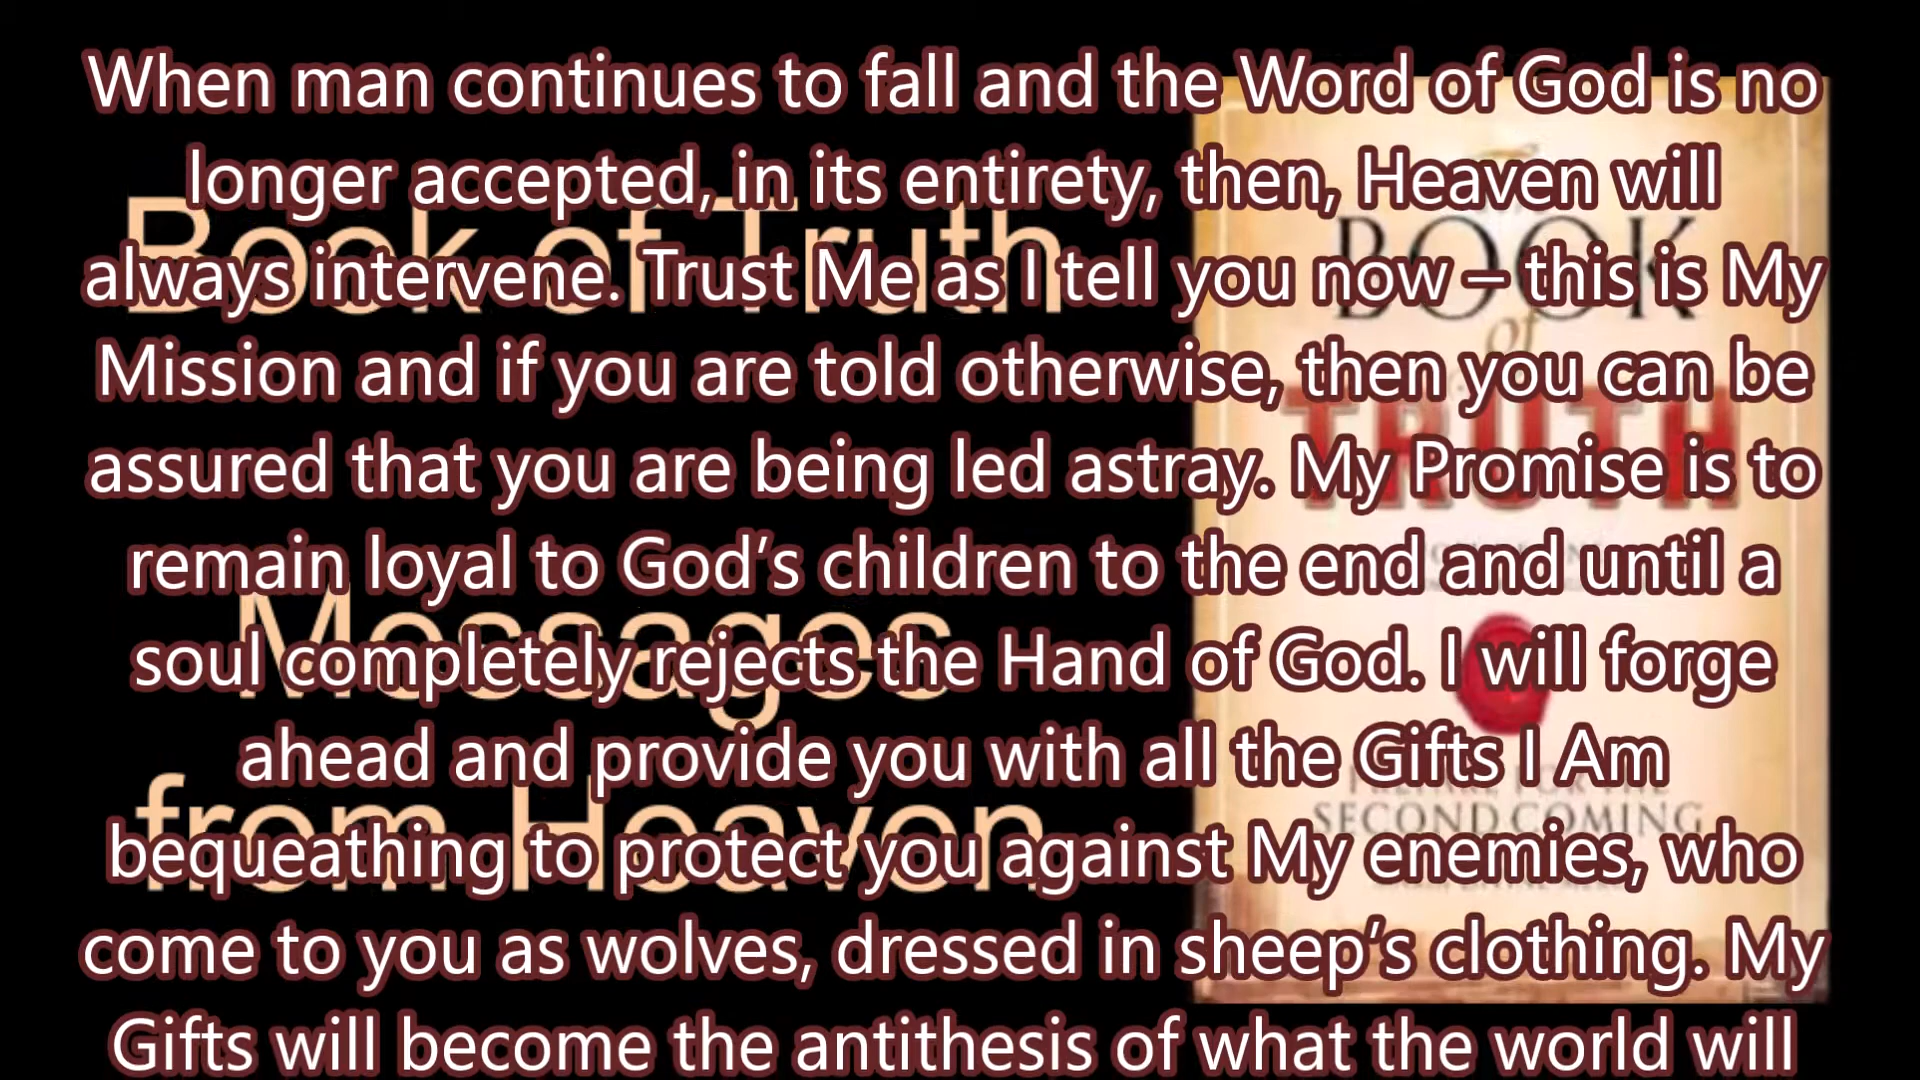 When man continues to fall and the Word of God is no
longer accepted, in its entirety, then, Heaven will
always intervene. Trust Me as I tell you now – this is My
Mission and if you are told otherwise, then you can be
assured that you are being led astray. My Promise is to
remain loyal to God’s children to the end and until a
soul completely rejects the Hand of God. I will forge
ahead and provide you with all the Gifts I Am
bequeathing to protect you against My enemies, who
come to you as wolves, dressed in sheep’s clothing. My
Gifts will become the antithesis of what the world will
Book of Truth
Messages
from Heaven
BOOK
of
TRUTH
SECOND COMING